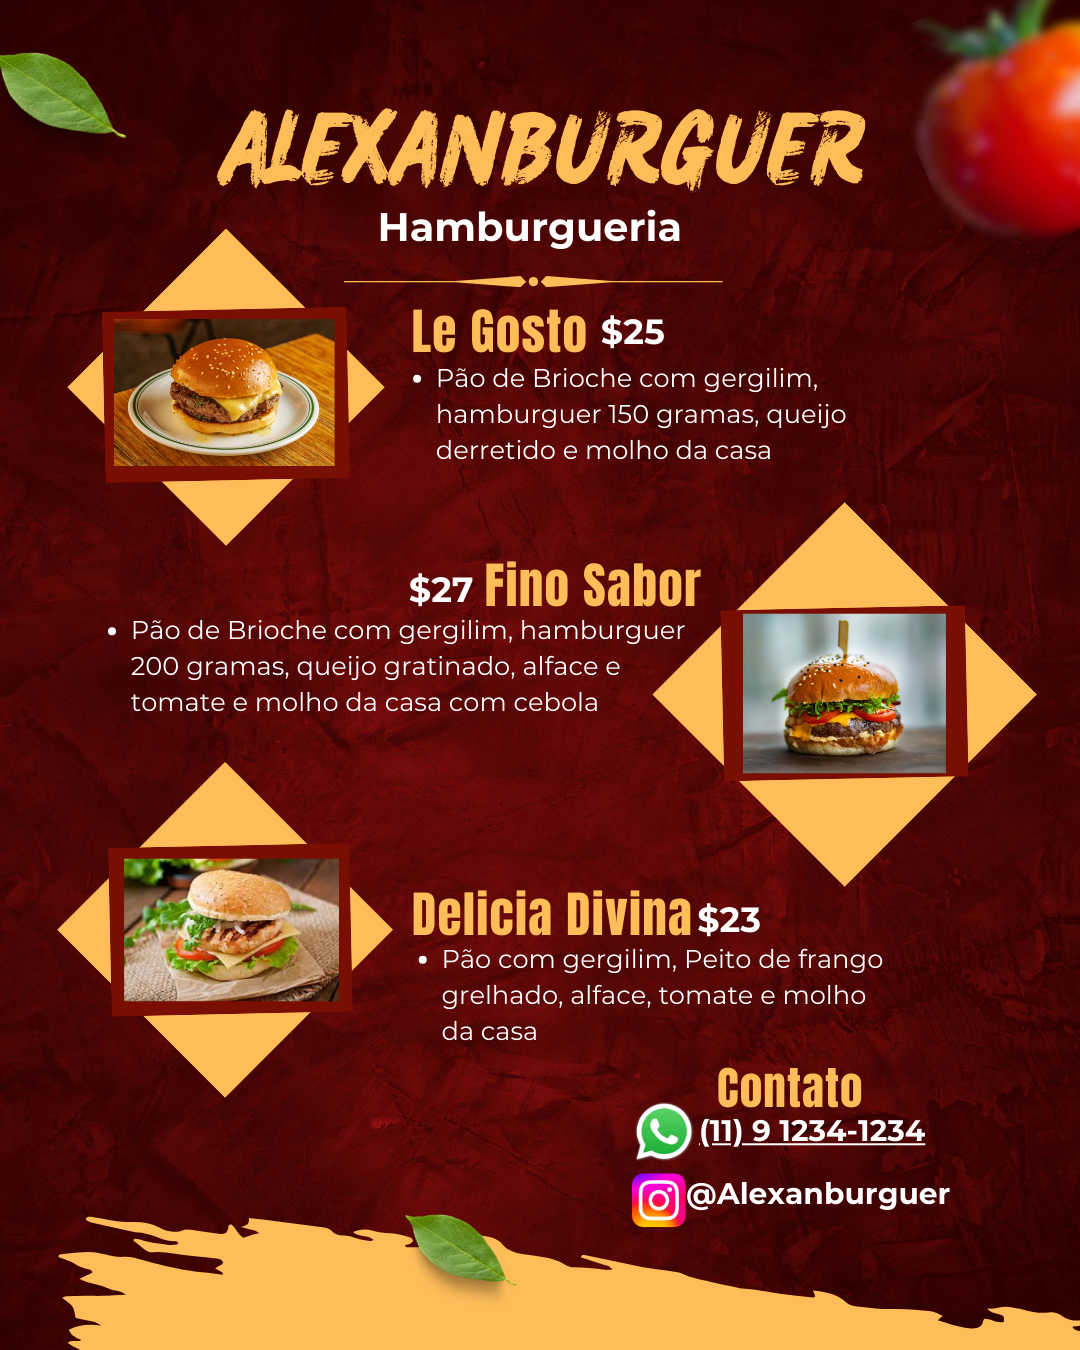 ALEXANBURGUER
Hamburgueria
Le Gosto $25
• Pão de Brioche com gergilim,
hamburguer 150 gramas, queijo
derretido e molho da casa
$27 Fino Sabor
• Pão de Brioche com gergilim, hamburguer
200 gramas, queijo gratinado, alface e
tomate e molho da casa com cebola
Delicia Divina $23
• Pão com gergilim, Peito de frango
grelhado, alface, tomate e molho
da casa
Contato
(11) 9 1234-1234
@Alexanburguer